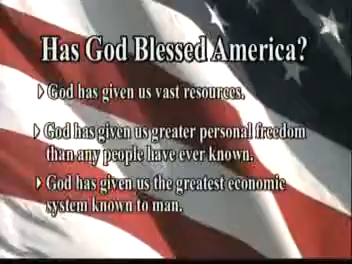 Has God Blessed America?
God has given us vast resources.
God has given us greater personal freedom
than any people have ever known.
God has given us the greatest economic
system known to man.